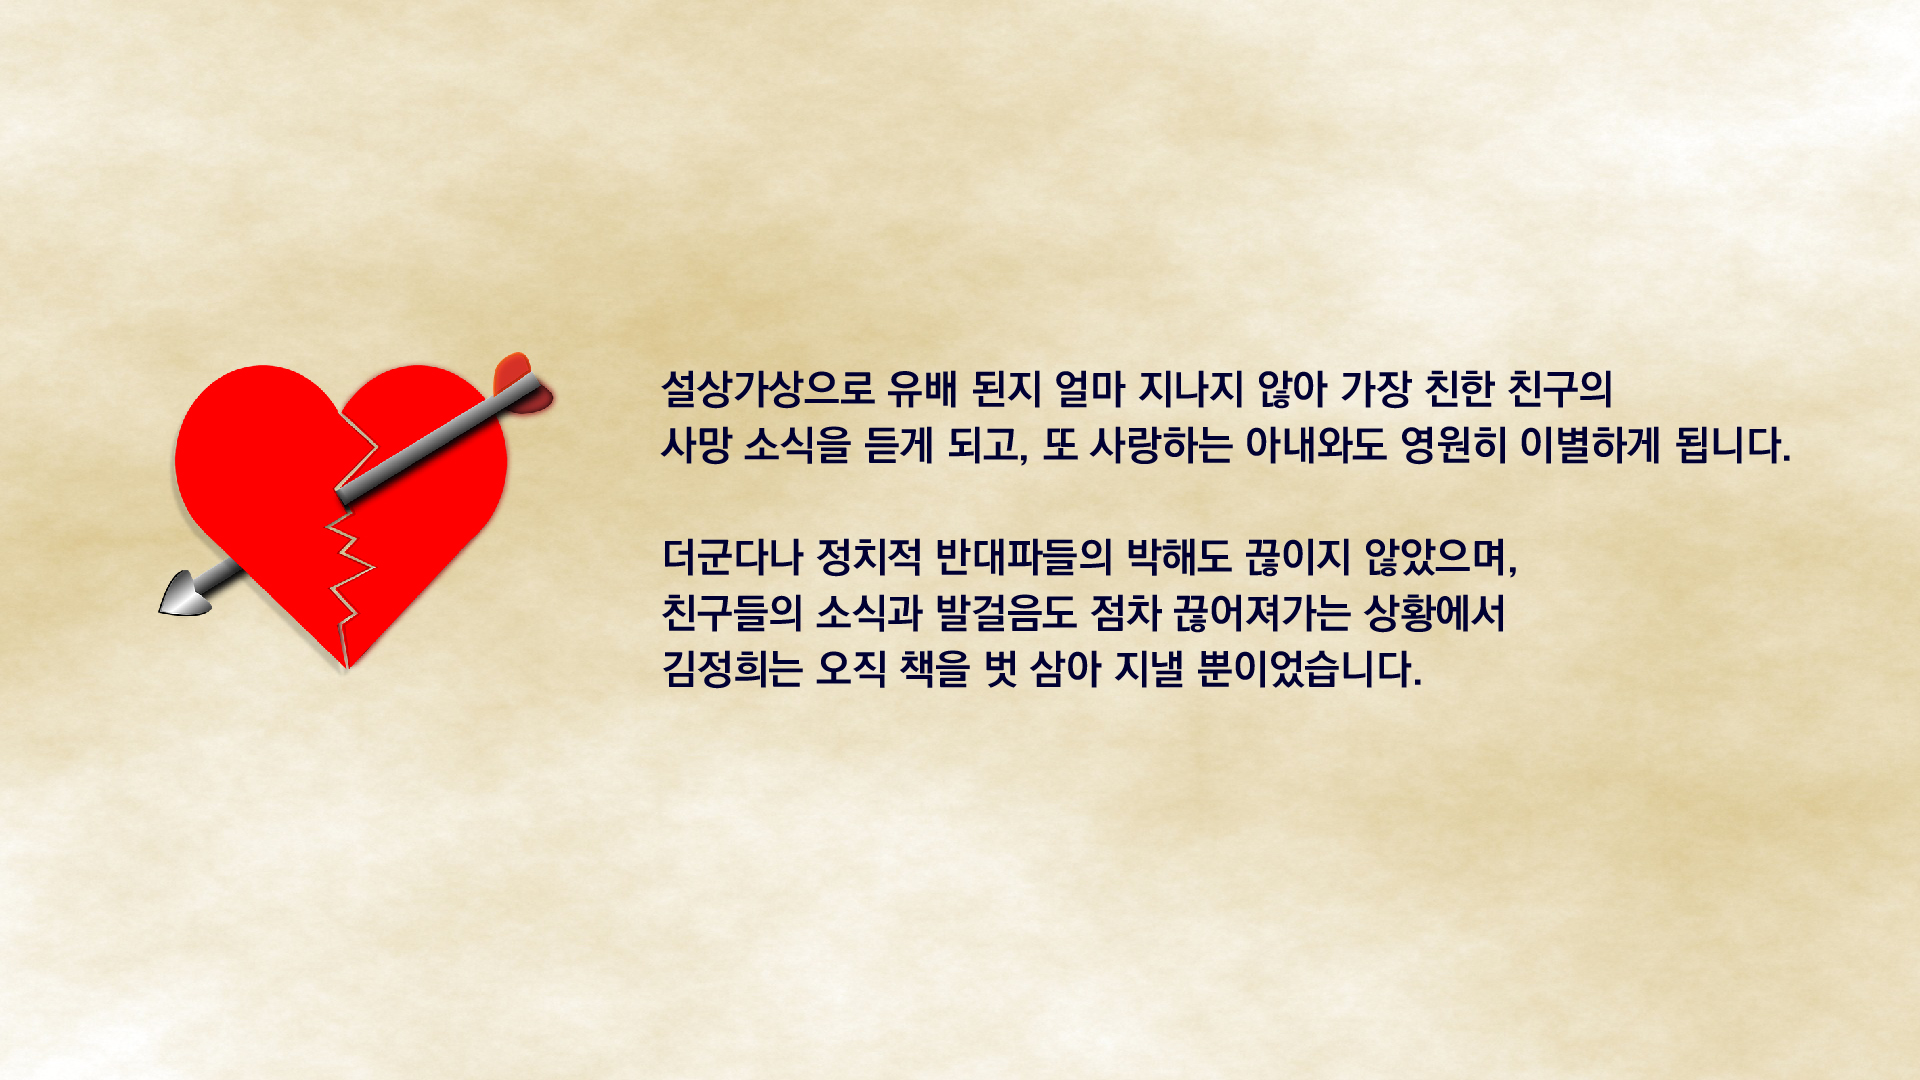 설상가상으로 유배 된지 얼마 지나지 않아 가장 친한 친구의
사망 소식을 듣게 되고, 또 사랑하는 아내와도 영원히 이별하게 됩니다.
더군다나 정치적 반대파들의 박해도 끊이지 않았으며,
친구들의 소식과 발걸음도 점차 끊어져가는 상황에서
김정희는 오직 책을 벗 삼아 지낼 뿐이었습니다.